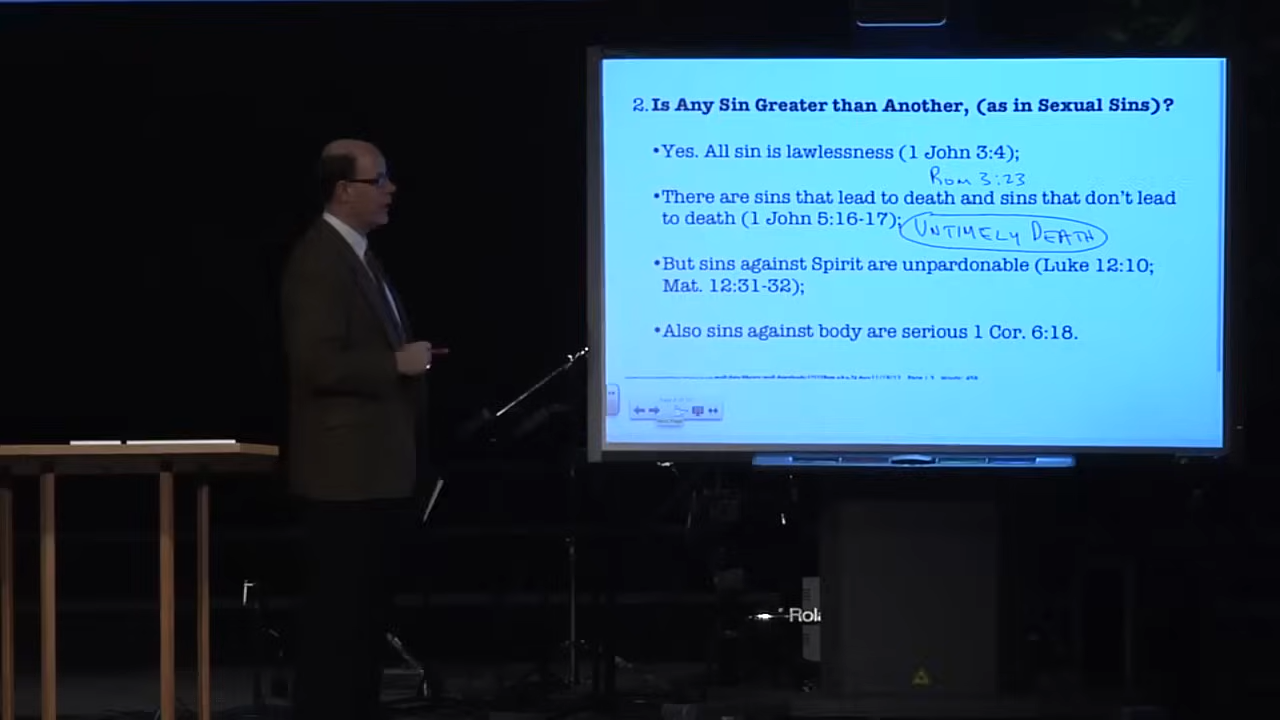 2. Is Any Sin Greater than Another, (as in Sexual Sins)?
•Yes. All sin is lawlessness (1 John 3:4);
Rom 3:23
•There are sins that lead to death and sins that don't lead
to death (1 John 5:16-17);
UNTIMELY DEATH
•But sins against Spirit are unpardonable (Luke 12:10;
Mat. 12:31-32);
•Also sins against body are serious 1 Cor. 6:18.
Rola